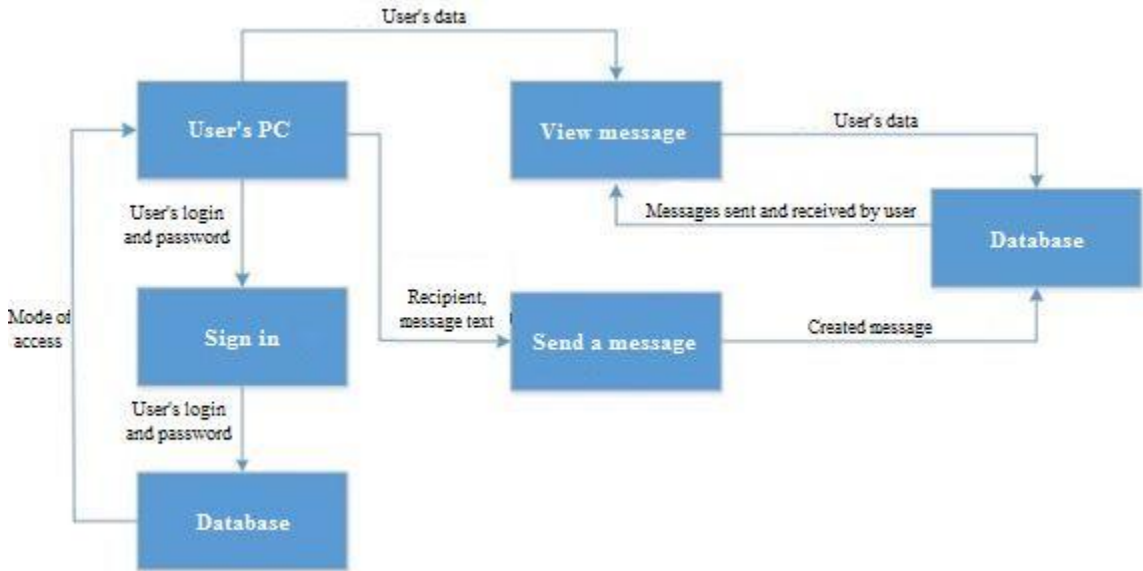 User's data
User's PC
View message
User's data
User's login
and password
Messages sent and received by user
Database
Mode of
access
Sign in
Recipient,
message text
Send a message
Created message
User's login
and password
Database